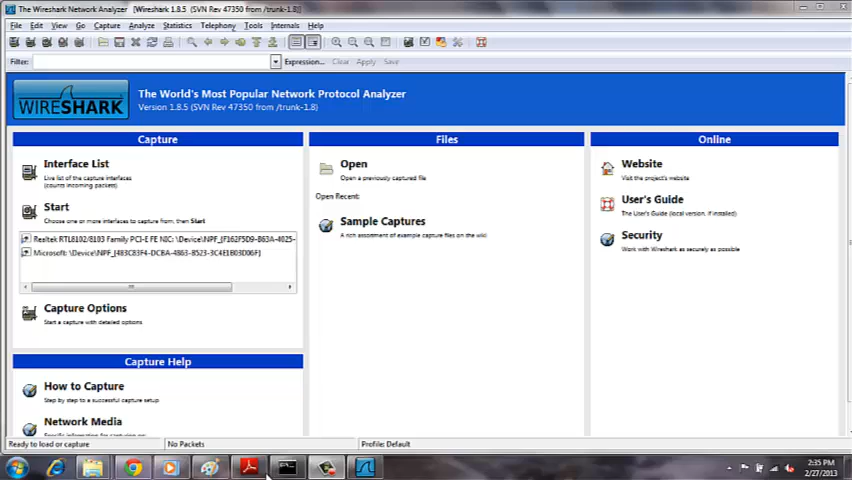 The Wireshark Network Analyzer [Wireshark 1.8.5 (SVN Rev 47350 from /trunk-1.8)]
File Edit View Go Capture Analyze Statistics Telephony Tools Internals Help
Filter: Expression... Clear Apply Save
WIRESHARK
The World's Most Popular Network Protocol Analyzer
Version 1.8.5 (SVN Rev 47350 from /trunk-1.8)
Capture
Interface List
Live list of the capture interfaces
(counts incoming packets)
Start
Choose one or more interfaces to capture from, then Start
Realtek RTL8102/8103 Family PCI-E FE NIC: \Device\NPF_{F162F5D9-B63A-4025-
Microsoft: \Device\NPF_{483C83F4-DCBA-4863-8523-3C4E1B03D06F}
Capture Options
Start a capture with detailed options
Capture Help
How to Capture
Step by step to a successful capture setup
Network Media
Files
Open
Open a previously captured file
Open Recent:
Sample Captures
A rich assortment of example capture files on the wiki
Online
Website
Visit the project's website
User's Guide
The User's Guide (local version, if installed)
Security
Work with Wireshark as securely as possible
Ready to load or capture No Packets Profile: Default
2:35 PM
2/27/2013